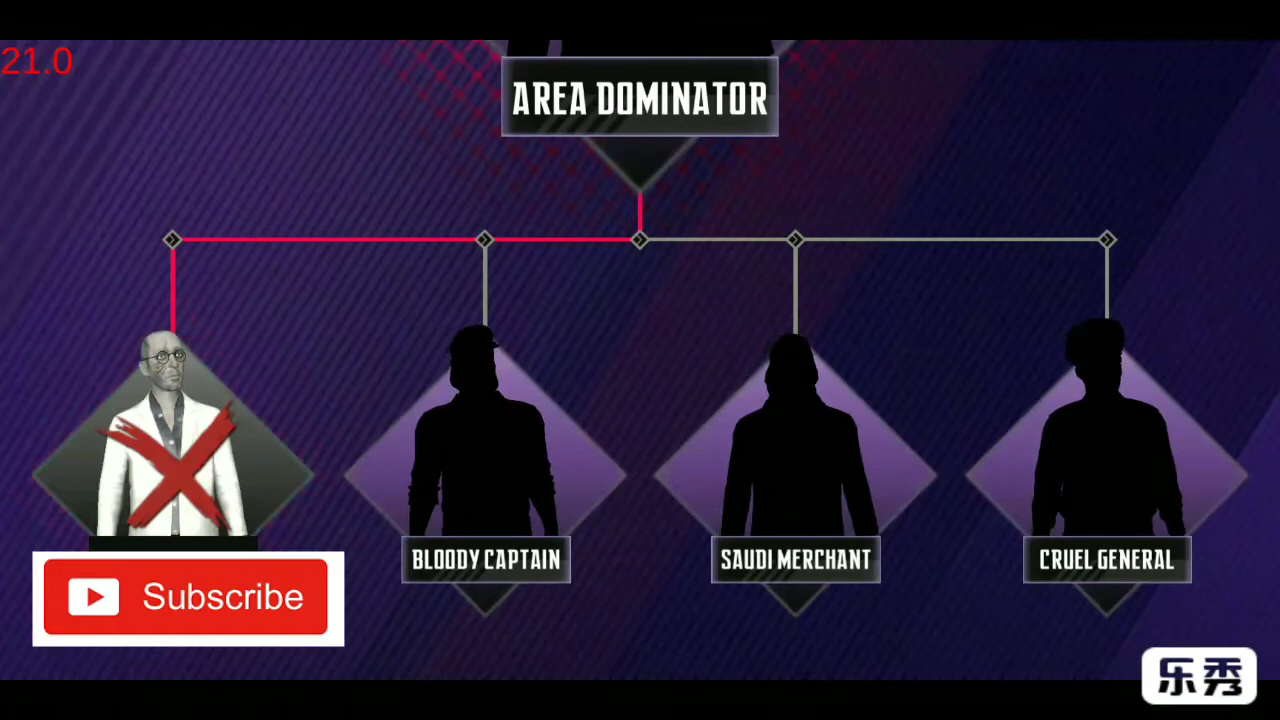 21.0
AREA DOMINATOR
BLOODY CAPTAIN
SAUDI MERCHANT
CRUEL GENERAL
Subscribe
乐秀